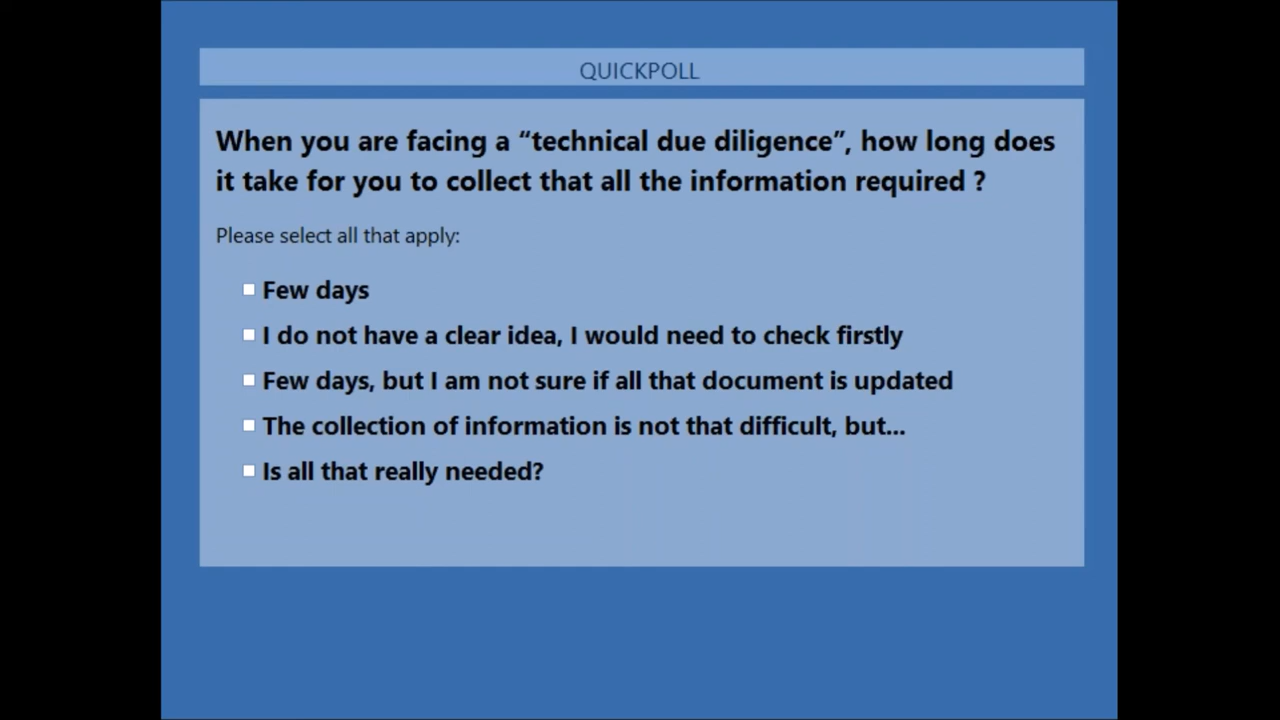 QUICKPOLL
When you are facing a “technical due diligence”, how long does
it take for you to collect that all the information required ?
Please select all that apply:
Few days
I do not have a clear idea, I would need to check firstly
Few days, but I am not sure if all that document is updated
The collection of information is not that difficult, but...
Is all that really needed?